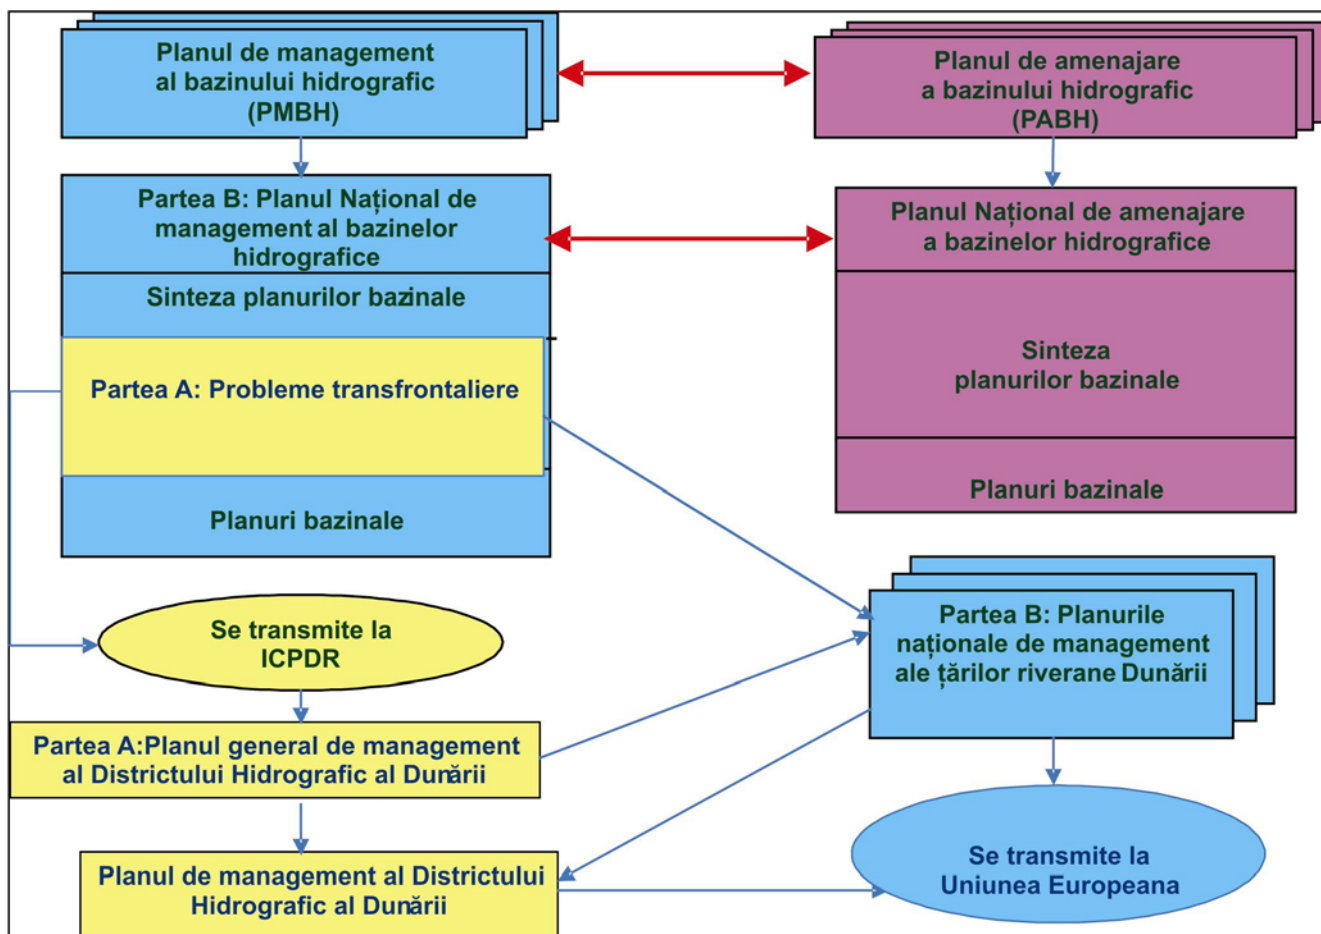 Planul de management
al bazinului hidrografic
(PMBH)
Planul de amenajare
a bazinului hidrografic
(PABH)
Partea B: Planul Național de
management al bazinelor
hidrografice
Planul Național de amenajare
a bazinelor hidrografice
Sinteza planurilor bazinale
Sinteza
planurilor bazinale
Partea A: Probleme transfrontaliere
Planuri bazinale
Planuri bazinale
Se transmite la
ICPDR
Partea B: Planurile
naționale de management
ale țărilor riverane Dunării
Partea A:Planul general de management
al Districtului Hidrografic al Dunării
Planul de management al Districtului
Hidrografic al Dunării
Se transmite la
Uniunea Europeana